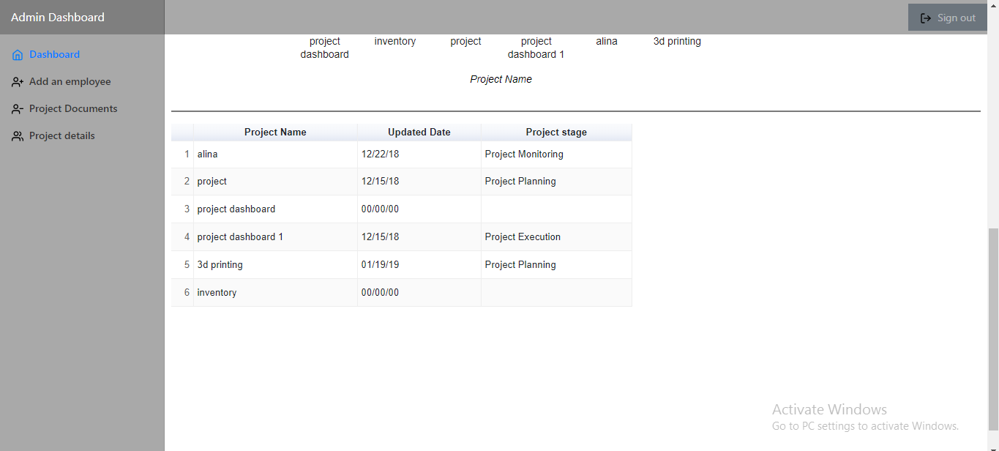 Admin Dashboard
Sign out
Dashboard
Add an employee
Project Documents
Project details
project dashboard
inventory
project
project dashboard 1
alina
3d printing
Project Name
Project Name Updated Date Project stage
1 alina 12/22/18 Project Monitoring
2 project 12/15/18 Project Planning
3 project dashboard 00/00/00
4 project dashboard 1 12/15/18 Project Execution
5 3d printing 01/19/19 Project Planning
6 inventory 00/00/00
Activate Windows
Go to PC settings to activate Windows.